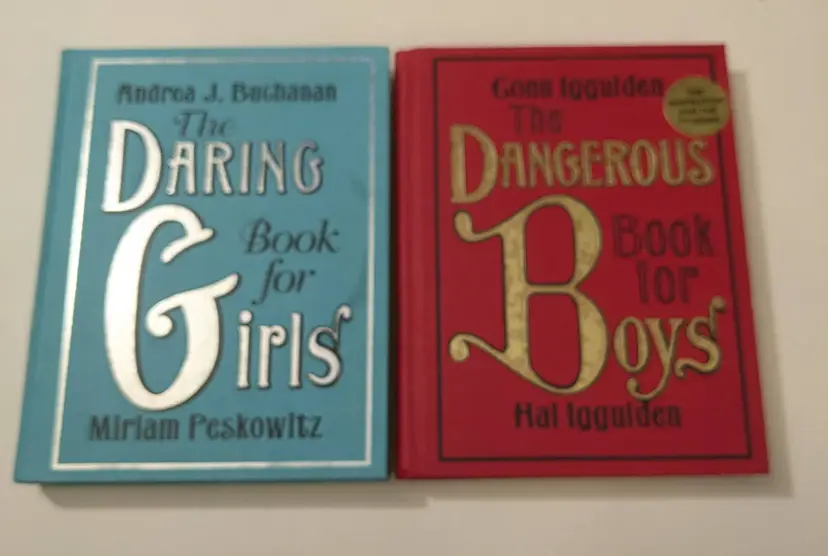 Andrea J. Buchanan
The
DARING
Book
for
Girls
Miriam Peskowitz
Conn Iggulden
The
DANGEROUS
Book
for
Boys
Hal Iggulden